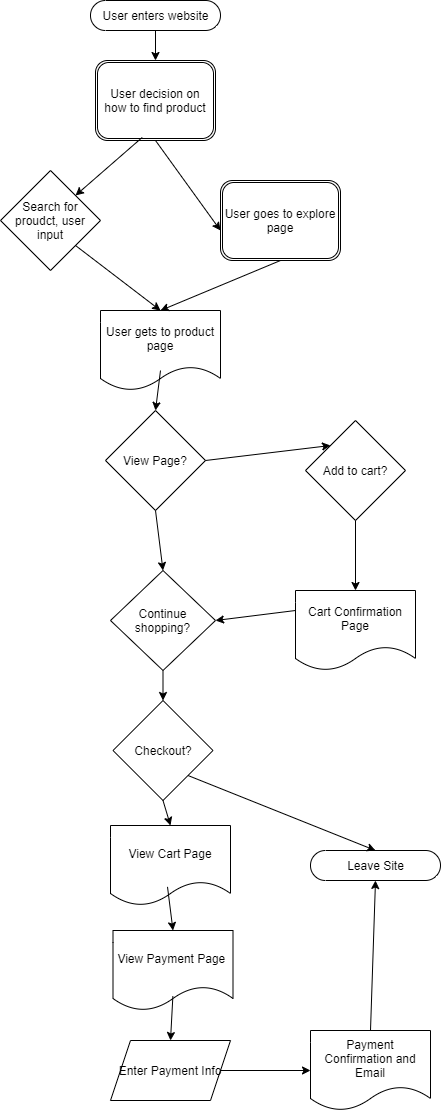 User enters website
User decision on
how to find product
Search for
proudct, user
input
User goes to explore
page
User gets to product
page
View Page?
Add to cart?
Continue
shopping?
Cart Confirmation
Page
Checkout?
View Cart Page
Leave Site
View Payment Page
Enter Payment Info
Payment
Confirmation and
Email